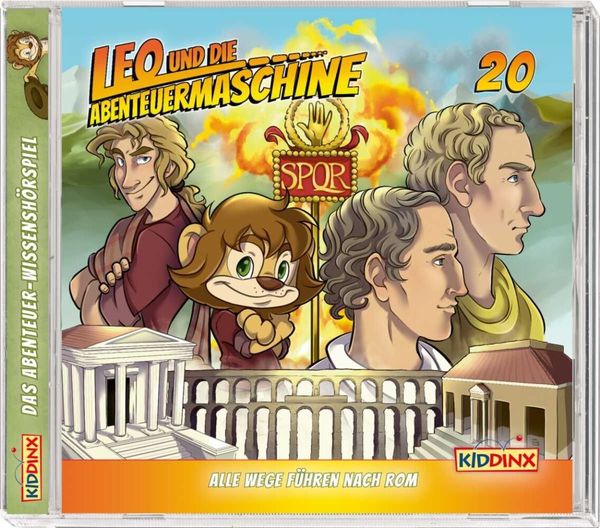 LEO UND DIE
ABENTEUERMASCHINE
20
SPQR
DAS ABENTEUER-WISSENSHÖRSPIEL
KIDDINX
KIDDINX
ALLE WEGE FÜHREN NACH ROM